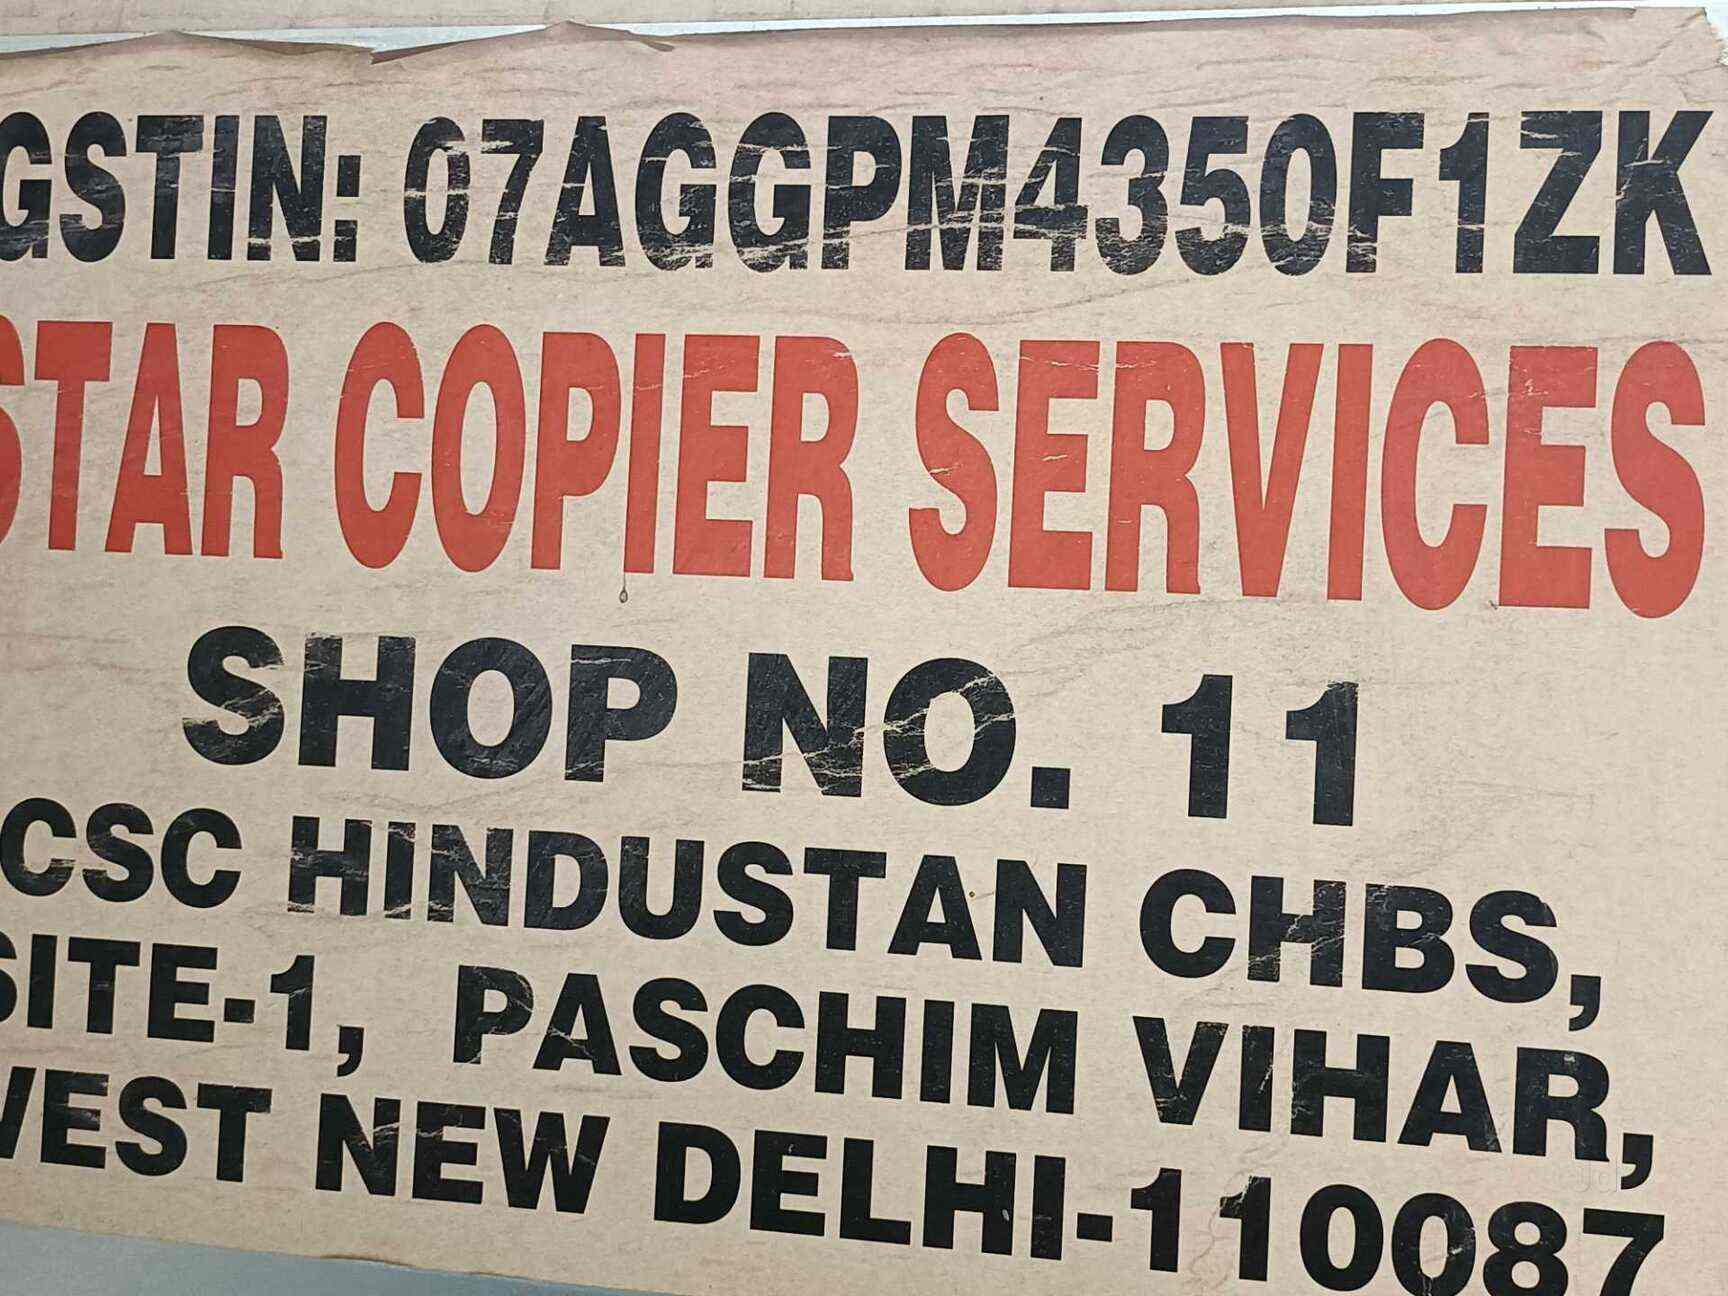 GSTIN: 07AGGPM4350F1ZK
STAR COPIER SERVICES
SHOP NO. 11
CSC HINDUSTAN CHBS,
SITE-1, PASCHIM VIHAR,
WEST NEW DELHI-110087